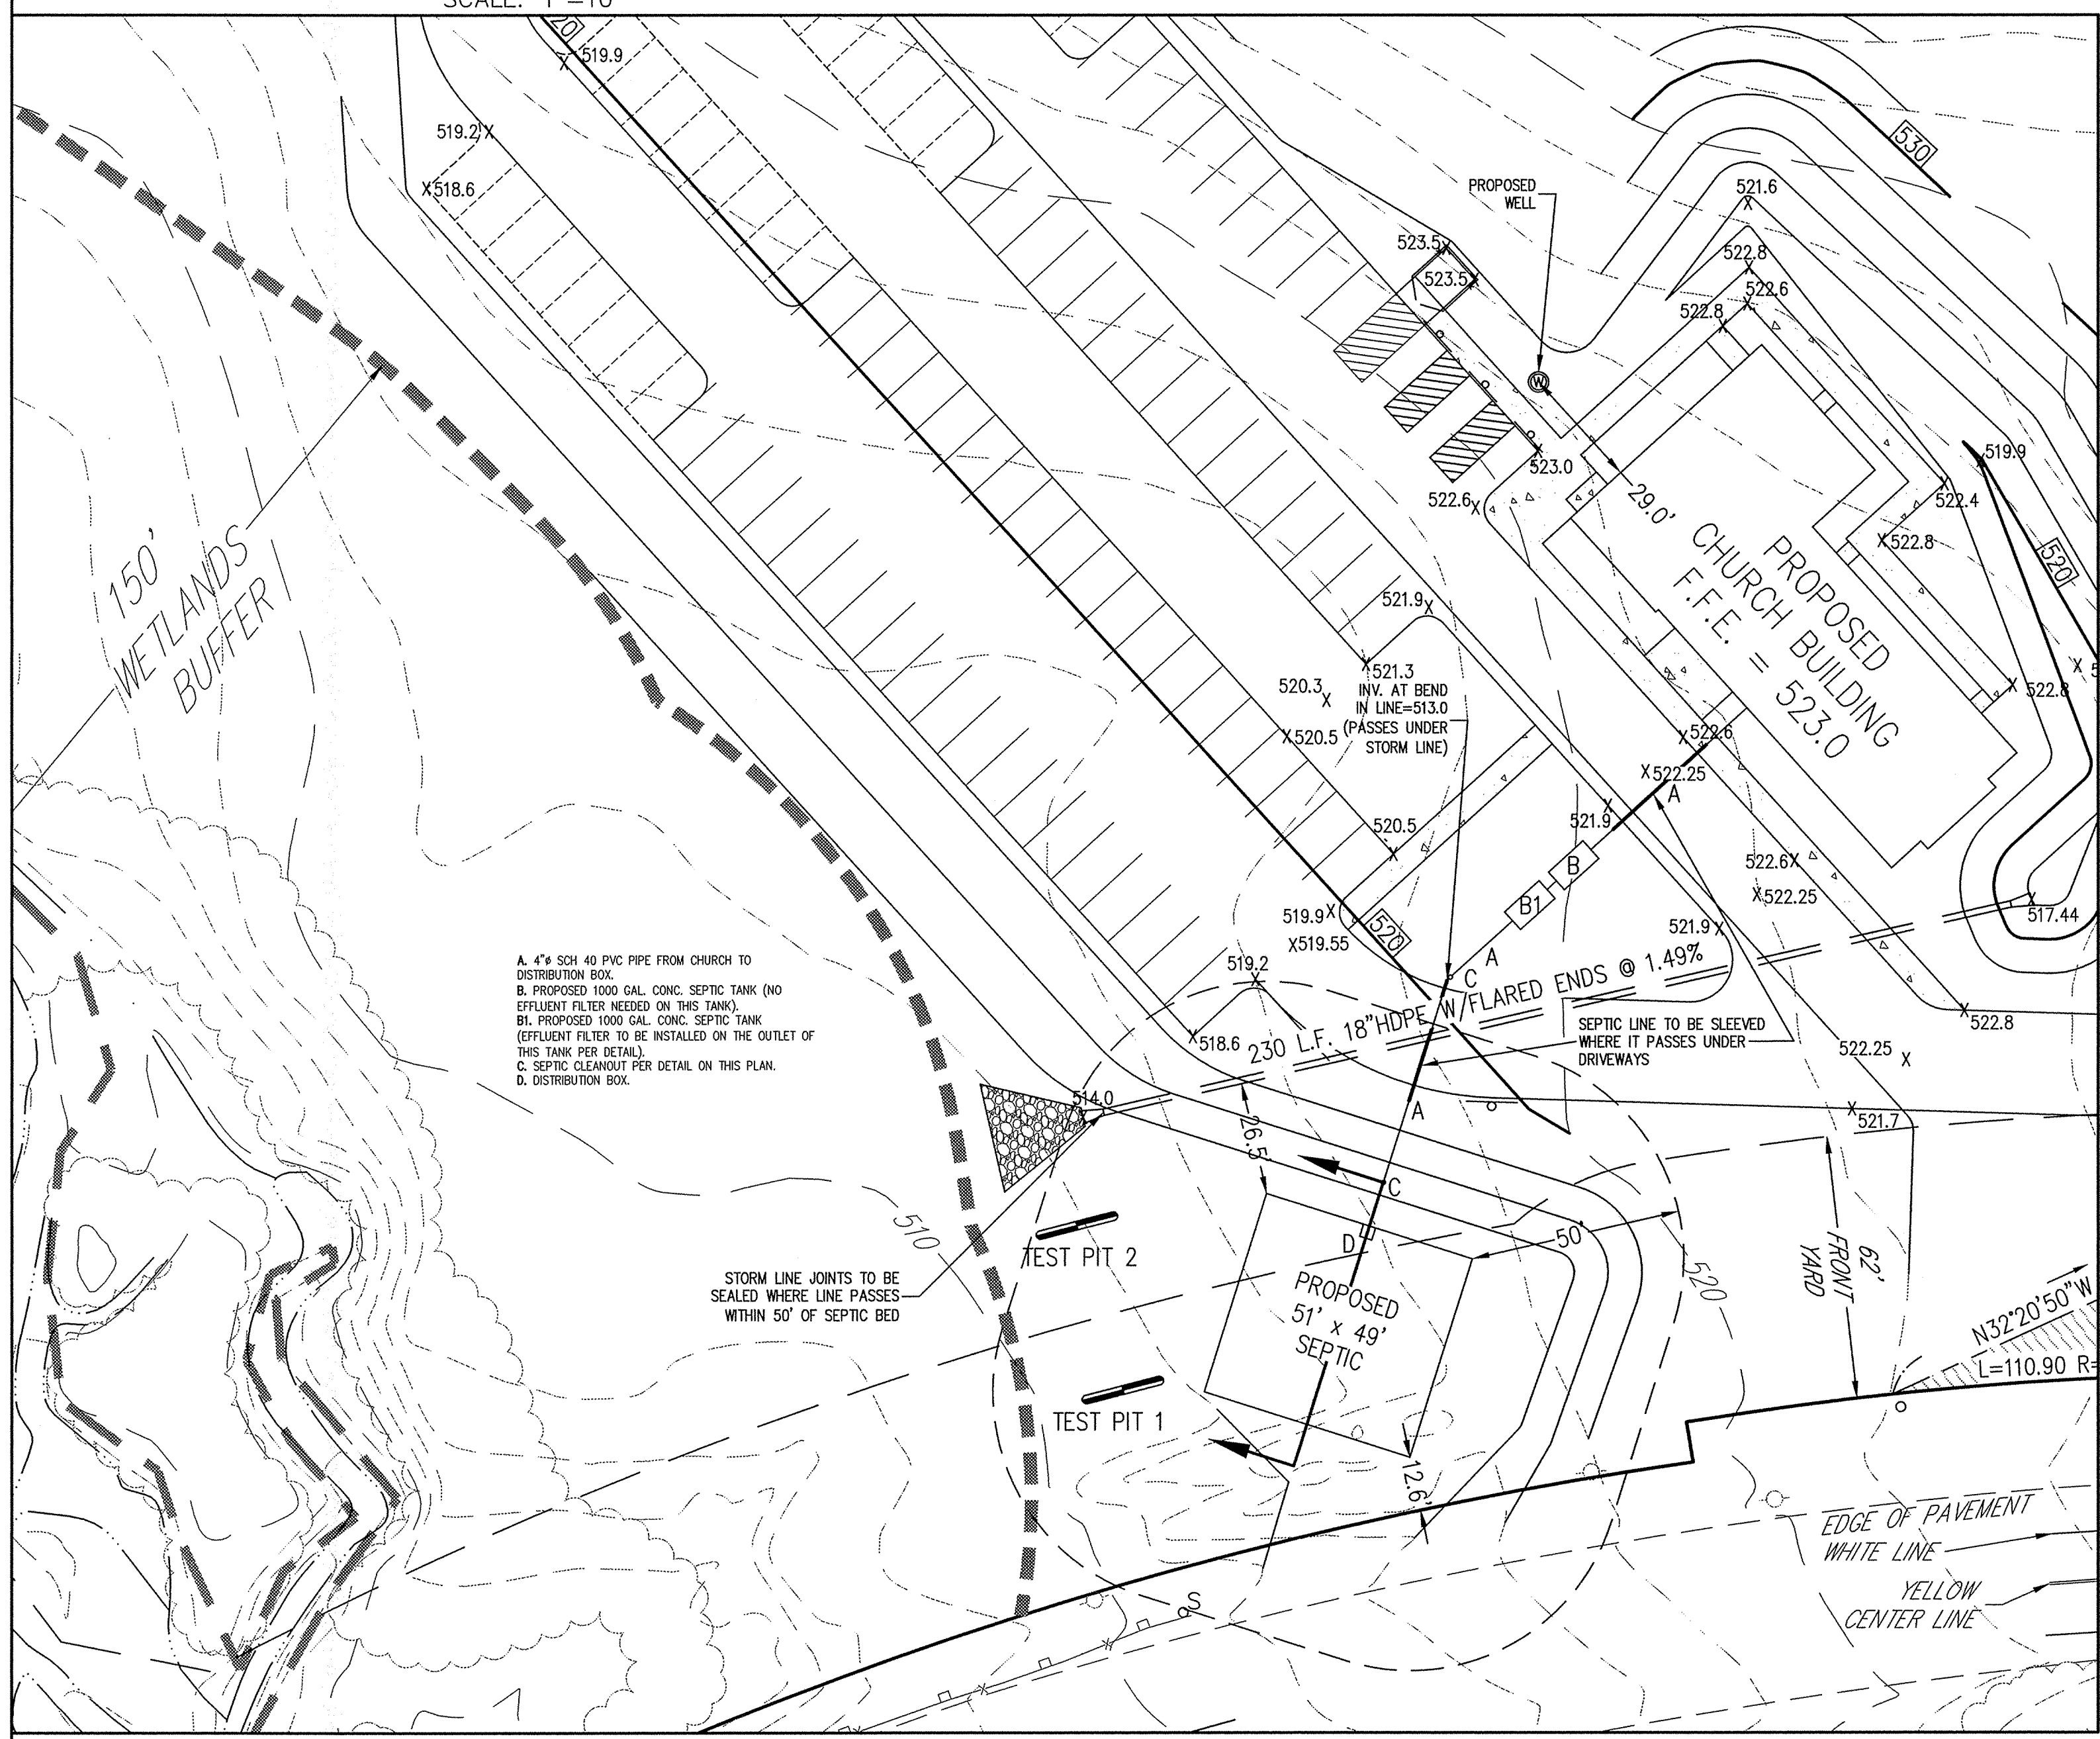 20
519.9
519.2
518.6
530
PROPOSED
WELL
521.6
523.5
522.8
523.5
522.6
522.8
W
519.9
523.0
522.6
522.4
29.0'
522.8
520
150'
WETLANDS
BUFFER
PROPOSED
CHURCH BUILDING
F.F.E. = 523.0
521.9
521.3
520.3
INV. AT BEND
IN LINE=513.0
(PASSES UNDER
STORM LINE)
520.5
522.8
5
522.6
522.25
A
521.9
520.5
B
522.6
B1
522.25
519.9
520
519.55
521.9
517.44
A
C
519.2
230 L.F. 18"HDPE W/FLARED ENDS @ 1.49%
A. 4"ø SCH 40 PVC PIPE FROM CHURCH TO
DISTRIBUTION BOX.
B. PROPOSED 1000 GAL. CONC. SEPTIC TANK (NO
EFFLUENT FILTER NEEDED ON THIS TANK).
B1. PROPOSED 1000 GAL. CONC. SEPTIC TANK
(EFFLUENT FILTER TO BE INSTALLED ON THE OUTLET OF
THIS TANK PER DETAIL).
C. SEPTIC CLEANOUT PER DETAIL ON THIS PLAN.
D. DISTRIBUTION BOX.
518.6
SEPTIC LINE TO BE SLEEVED
WHERE IT PASSES UNDER
DRIVEWAYS
522.8
522.25
514.0
A
521.7
26.5'
C
510
TEST PIT 2
D
50'
520
62'
FRONT
YARD
STORM LINE JOINTS TO BE
SEALED WHERE LINE PASSES
WITHIN 50' OF SEPTIC BED
PROPOSED
51' x 49'
SEPTIC
N32°20'50"W
L=110.90 R=
TEST PIT 1
12.6'
EDGE OF PAVEMENT
WHITE LINE
YELLOW
CENTER LINE
S